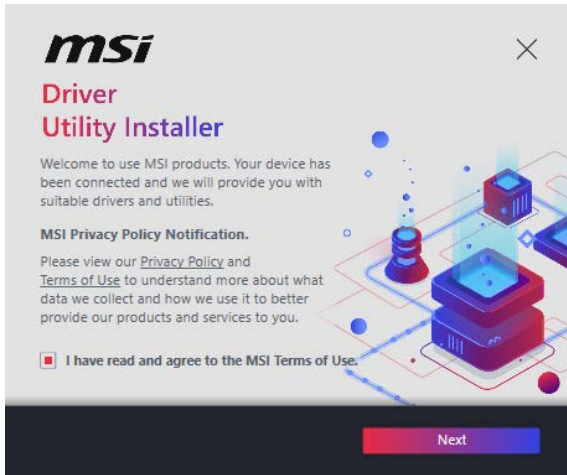 msi
Driver
Utility Installer
Welcome to use MSI products. Your device has
been connected and we will provide you with
suitable drivers and utilities.
MSI Privacy Policy Notification.
Please view our Privacy Policy and
Terms of Use to understand more about what
data we collect and how we use it to better
provide our products and services to you.
I have read and agree to the MSI Terms of Use.
Next